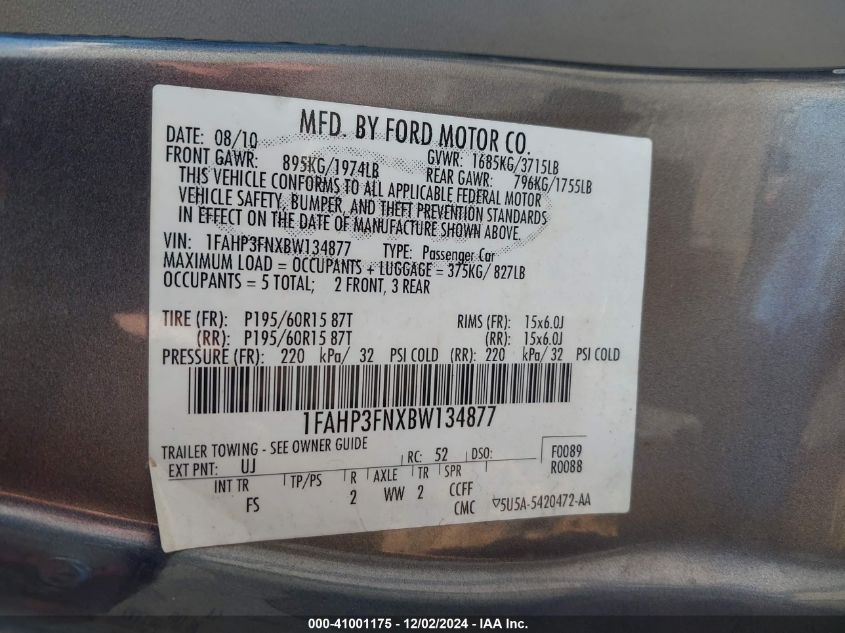 MFD. BY FORD MOTOR CO.
DATE: 08/10 GVWR: 1685KG/3715LB
FRONT GAWR: 895KG/1974LB REAR GAWR: 796KG/1755LB
THIS VEHICLE CONFORMS TO ALL APPLICABLE FEDERAL MOTOR
VEHICLE SAFETY, BUMPER, AND THEFT PREVENTION STANDARDS
IN EFFECT ON THE DATE OF MANUFACTURE SHOWN ABOVE.
VIN: 1FAHP3FNXBW134877 TYPE: Passenger Car
MAXIMUM LOAD = OCCUPANTS + LUGGAGE = 375KG/ 827LB
OCCUPANTS = 5 TOTAL; 2 FRONT, 3 REAR
TIRE (FR): P195/60R15 87T RIMS (FR): 15x6.0J
(RR): P195/60R15 87T (RR): 15x6.0J
PRESSURE (FR): 220 kPa/ 32 PSI COLD (RR): 220 kPa/ 32 PSI COLD
1FAHP3FNXBW134877
TRAILER TOWING - SEE OWNER GUIDE
EXT PNT: UJ RC: 52 DSO: F0089
R0088
INT TR TP/PS R AXLE TR SPR
FS 2 WW 2 CCFF
CMC 5U5A-5420472-AA
000-41001175 - 12/02/2024 - IAA Inc.